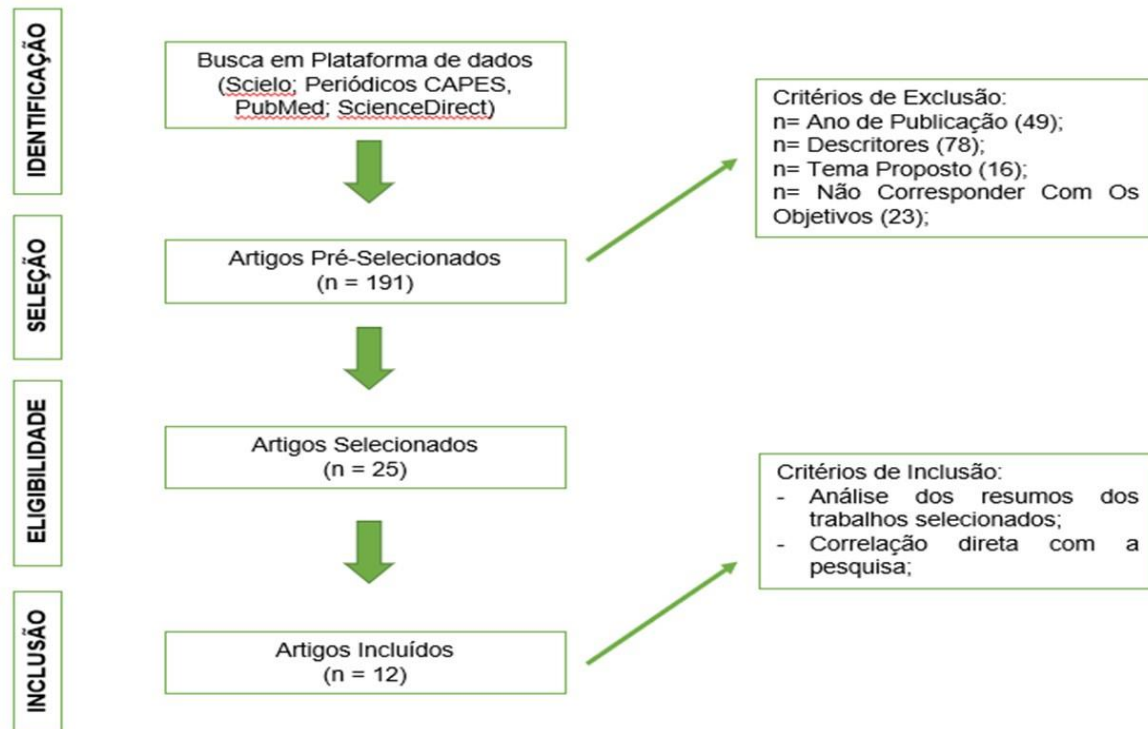 IDENTIFICAÇÃO
Busca em Plataforma de dados
(Scielo; Periódicos CAPES,
PubMed; ScienceDirect)
Critérios de Exclusão:
n= Ano de Publicação (49);
n= Descritores (78);
n= Tema Proposto (16);
n= Não Corresponder Com Os
Objetivos (23);
SELEÇÃO
Artigos Pré-Selecionados
(n = 191)
ELIGIBILIDADE
Artigos Selecionados
(n = 25)
Critérios de Inclusão:
- Análise dos resumos dos
trabalhos selecionados;
- Correlação direta com a
pesquisa;
INCLUSÃO
Artigos Incluídos
(n = 12)